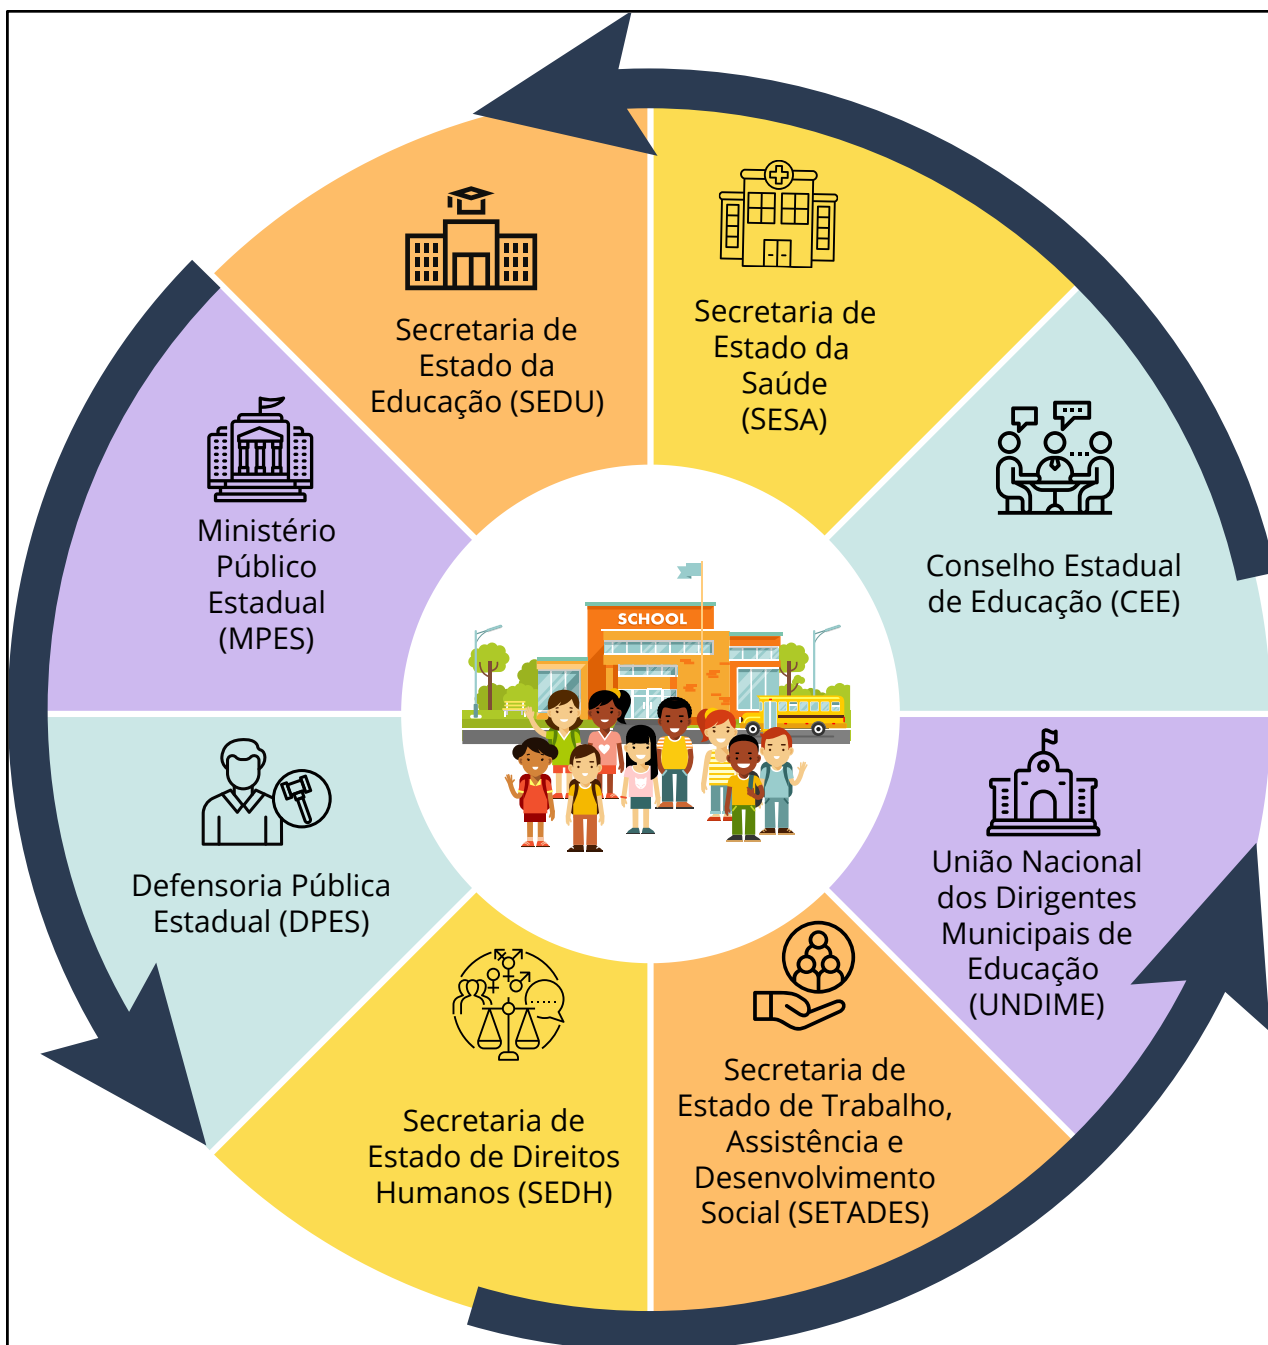 Secretaria de
Estado da
Educação (SEDU)
Secretaria de
Estado da
Saúde
(SESA)
Conselho Estadual
de Educação (CEE)
União Nacional
dos Dirigentes
Municipais de
Educação
(UNDIME)
Secretaria de
Estado de Trabalho,
Assistência e
Desenvolvimento
Social (SETADES)
Secretaria de
Estado de Direitos
Humanos (SEDH)
Defensoria Pública
Estadual (DPES)
Ministério
Público
Estadual
(MPES)
SCHOOL